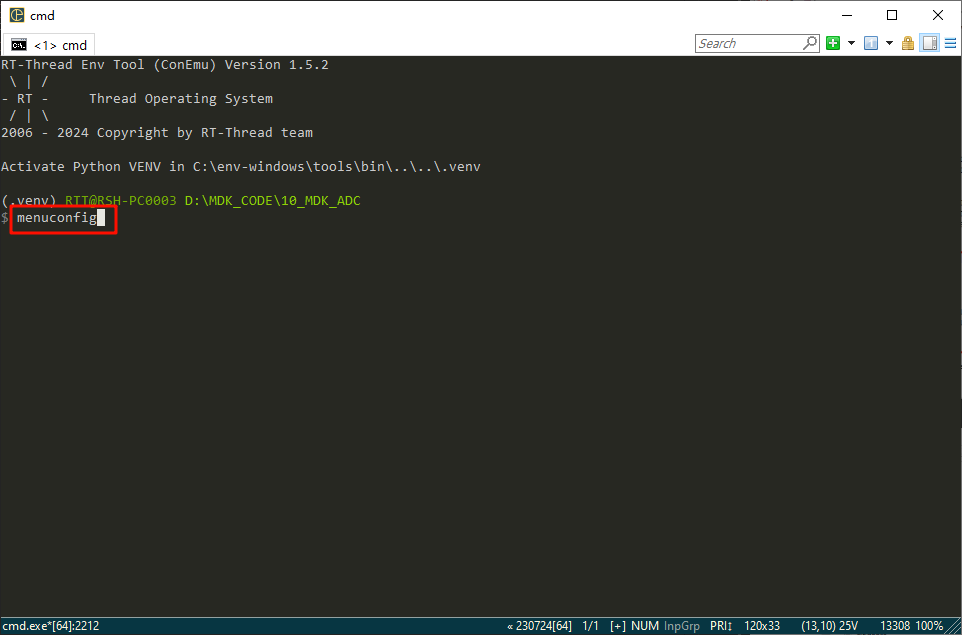 cmd
<1> cmd
Search
RT-Thread Env Tool (ConEmu) Version 1.5.2
\ | /
- RT -     Thread Operating System
/ | \
2006 - 2024 Copyright by RT-Thread team
Activate Python VENV in C:\env-windows\tools\bin\..\..\.venv
(.venv) RTT@RSH-PC0003 D:\MDK_CODE\10_MDK_ADC
$ menuconfig
cmd.exe*[64]:2212
« 230724[64] 1/1 [+] NUM InpGrp PRI↕ 120x33 (13,10) 25V 13308 100%